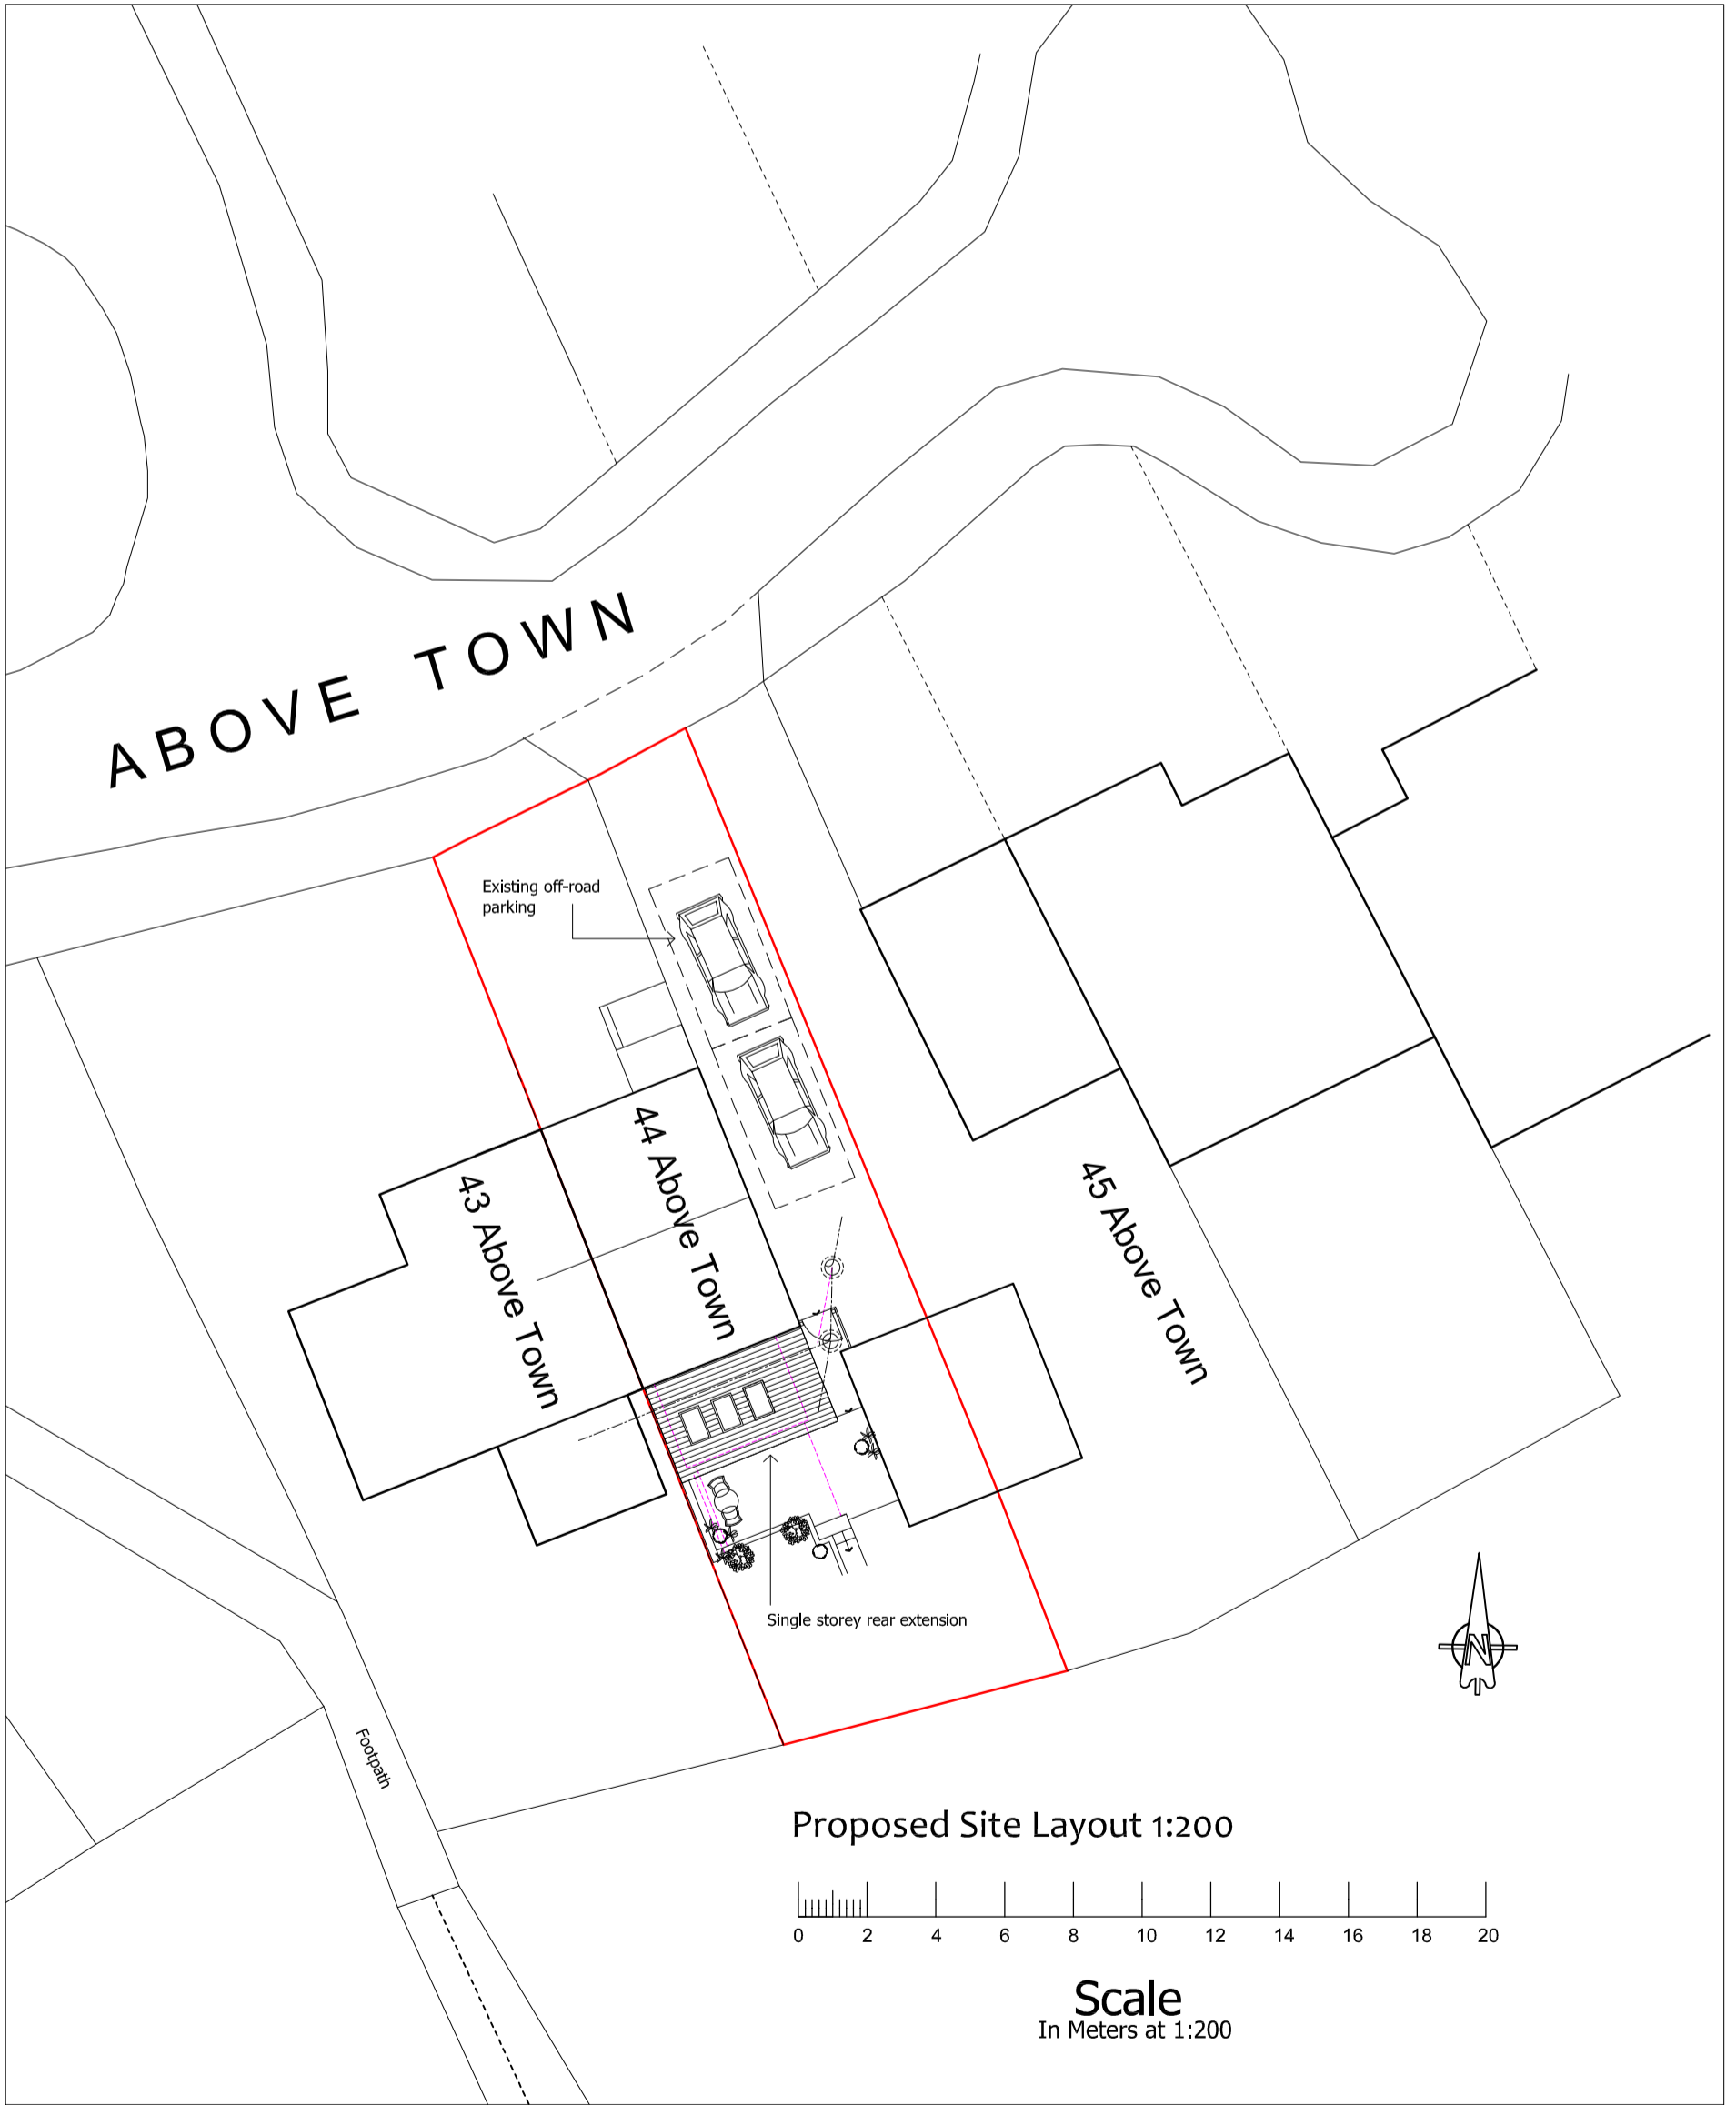 ABOVE TOWN
Existing off-road
parking
44 Above Town
43 Above Town
45 Above Town
Single storey rear extension
N
Footpath
Proposed Site Layout 1:200
0 2 4 6 8 10 12 14 16 18 20
Scale
In Meters at 1:200